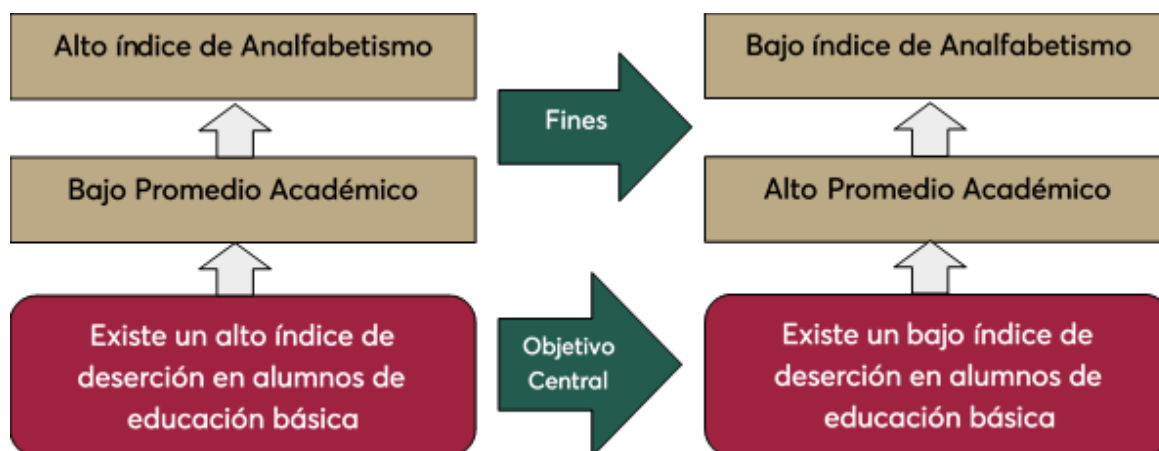 Alto índice de Analfabetismo
Fines
Bajo índice de Analfabetismo
Bajo Promedio Académico
Alto Promedio Académico
Existe un alto índice de
deserción en alumnos de
educación básica
Objetivo
Central
Existe un bajo índice de
deserción en alumnos de
educación básica